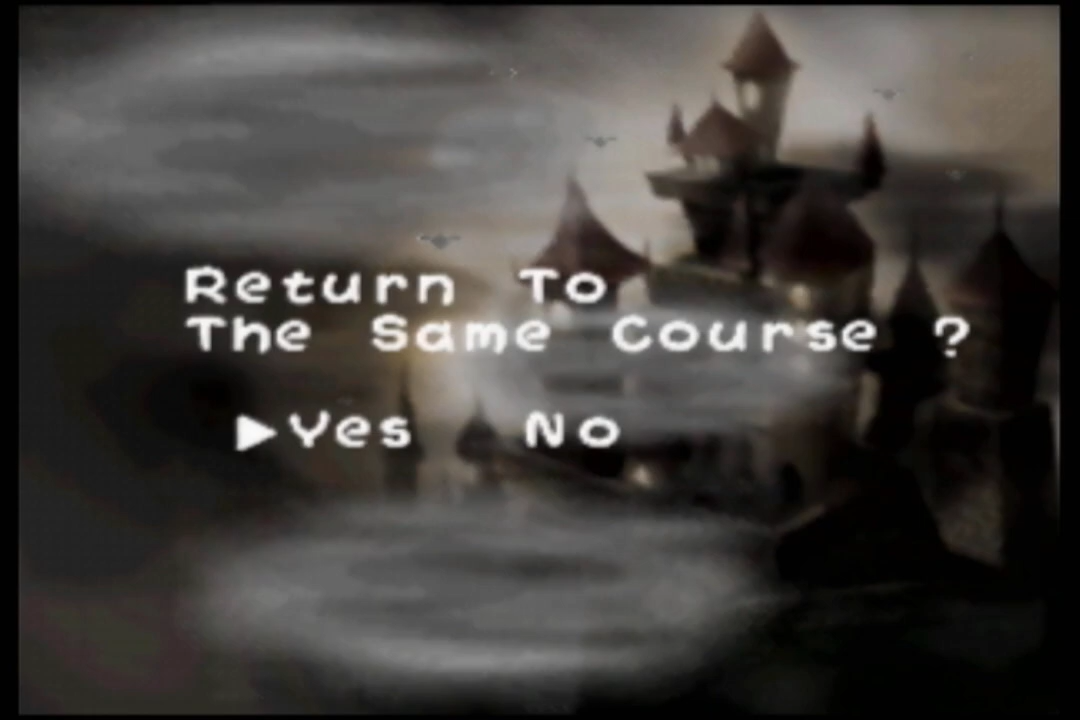 Return To
The Same Course ?
▶Yes No